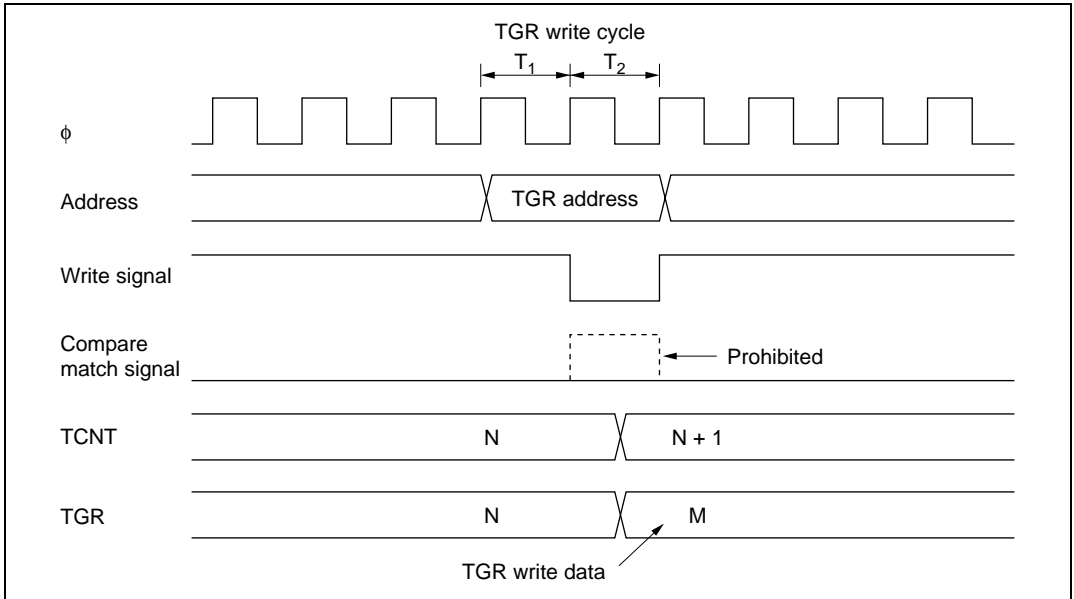 TGR write cycle
T1 T2
ϕ
Address
TGR address
Write signal
Compare
match signal
Prohibited
TCNT
N
N + 1
TGR
N
M
TGR write data